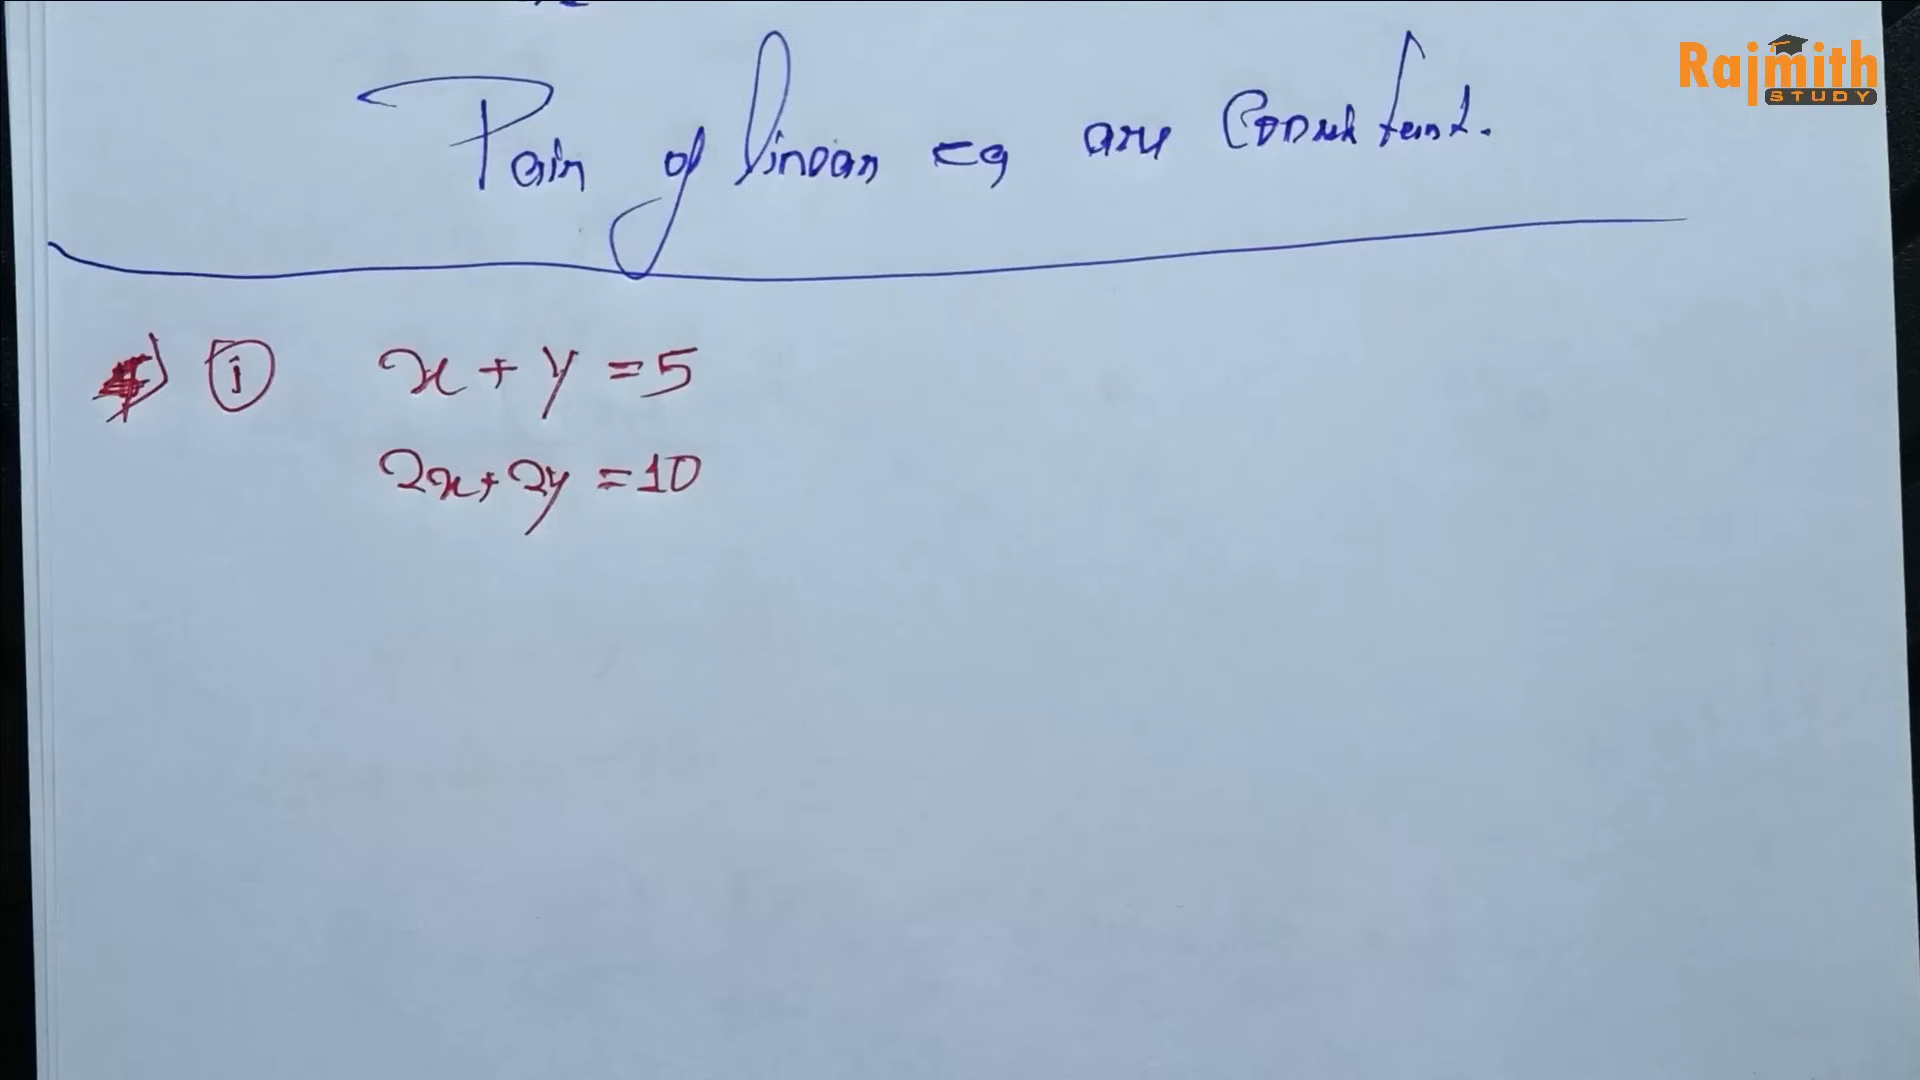 Rajmith
STUDY
Pair of linear eq are Consistent.
(i) x + y = 5
2x + 2y = 10